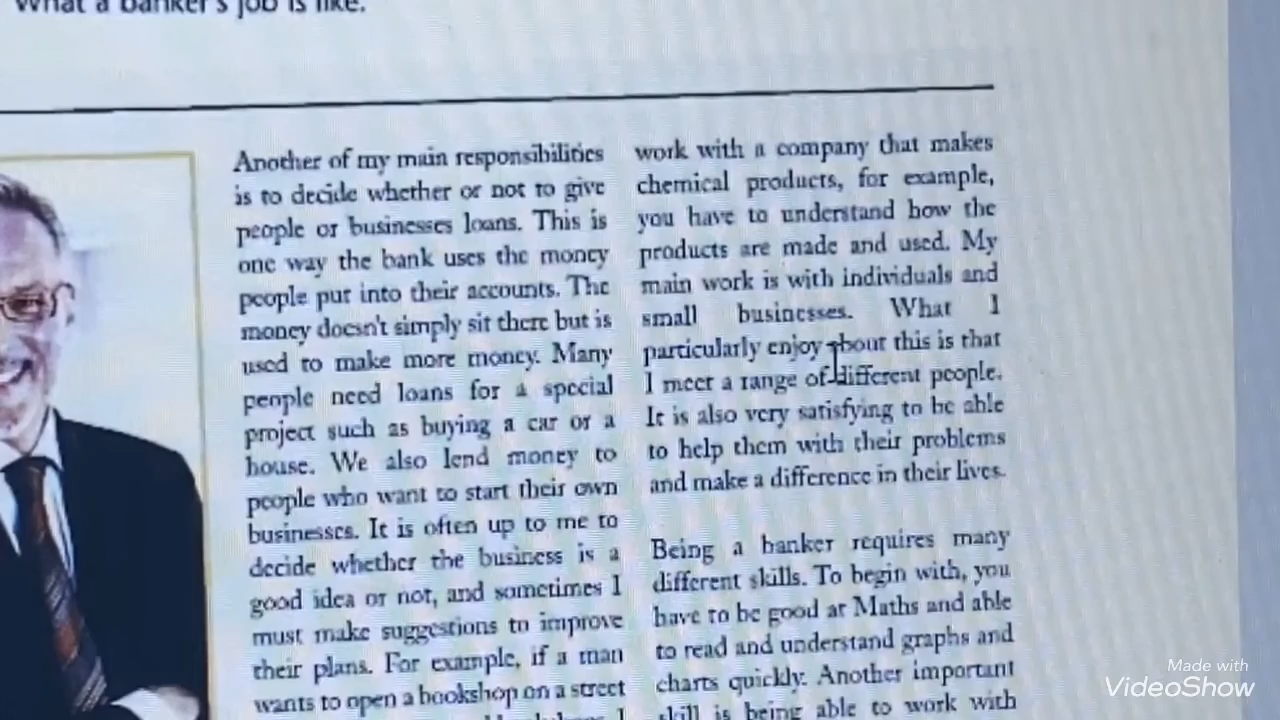 What a banker's job is like.
Another of my main responsibilities
is to decide whether or not to give
people or businesses loans. This is
one way the bank uses the money
people put into their accounts. The
money doesn't simply sit there but is
used to make more money. Many
people need loans for a special
project such as buying a car or a
house. We also lend money to
people who want to start their own
businesses. It is often up to me to
decide whether the business is a
good idea or not, and sometimes I
must make suggestions to improve
their plans. For example, if a man
wants to open a bookshop on a street
work with a company that makes
chemical products, for example,
you have to understand how the
products are made and used. My
main work is with individuals and
small businesses. What I
particularly enjoy about this is that
I meet a range of different people.
It is also very satisfying to be able
to help them with their problems
and make a difference in their lives.
Being a banker requires many
different skills. To begin with, you
have to be good at Maths and able
to read and understand graphs and
charts quickly. Another important
skill is being able to work with
Made with
VideoShow